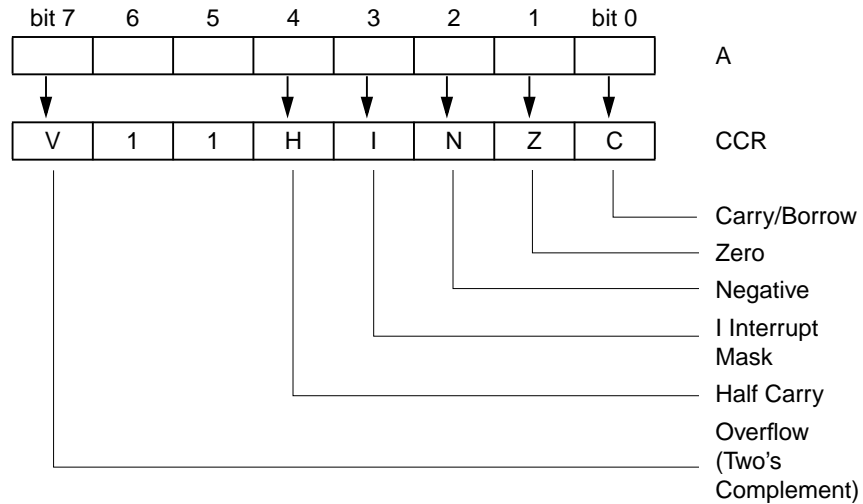 bit 7 6 5 4 3 2 1 bit 0
A
V 1 1 H I N Z C CCR
Carry/Borrow
Zero
Negative
I Interrupt
Mask
Half Carry
Overflow
(Two's
Complement)